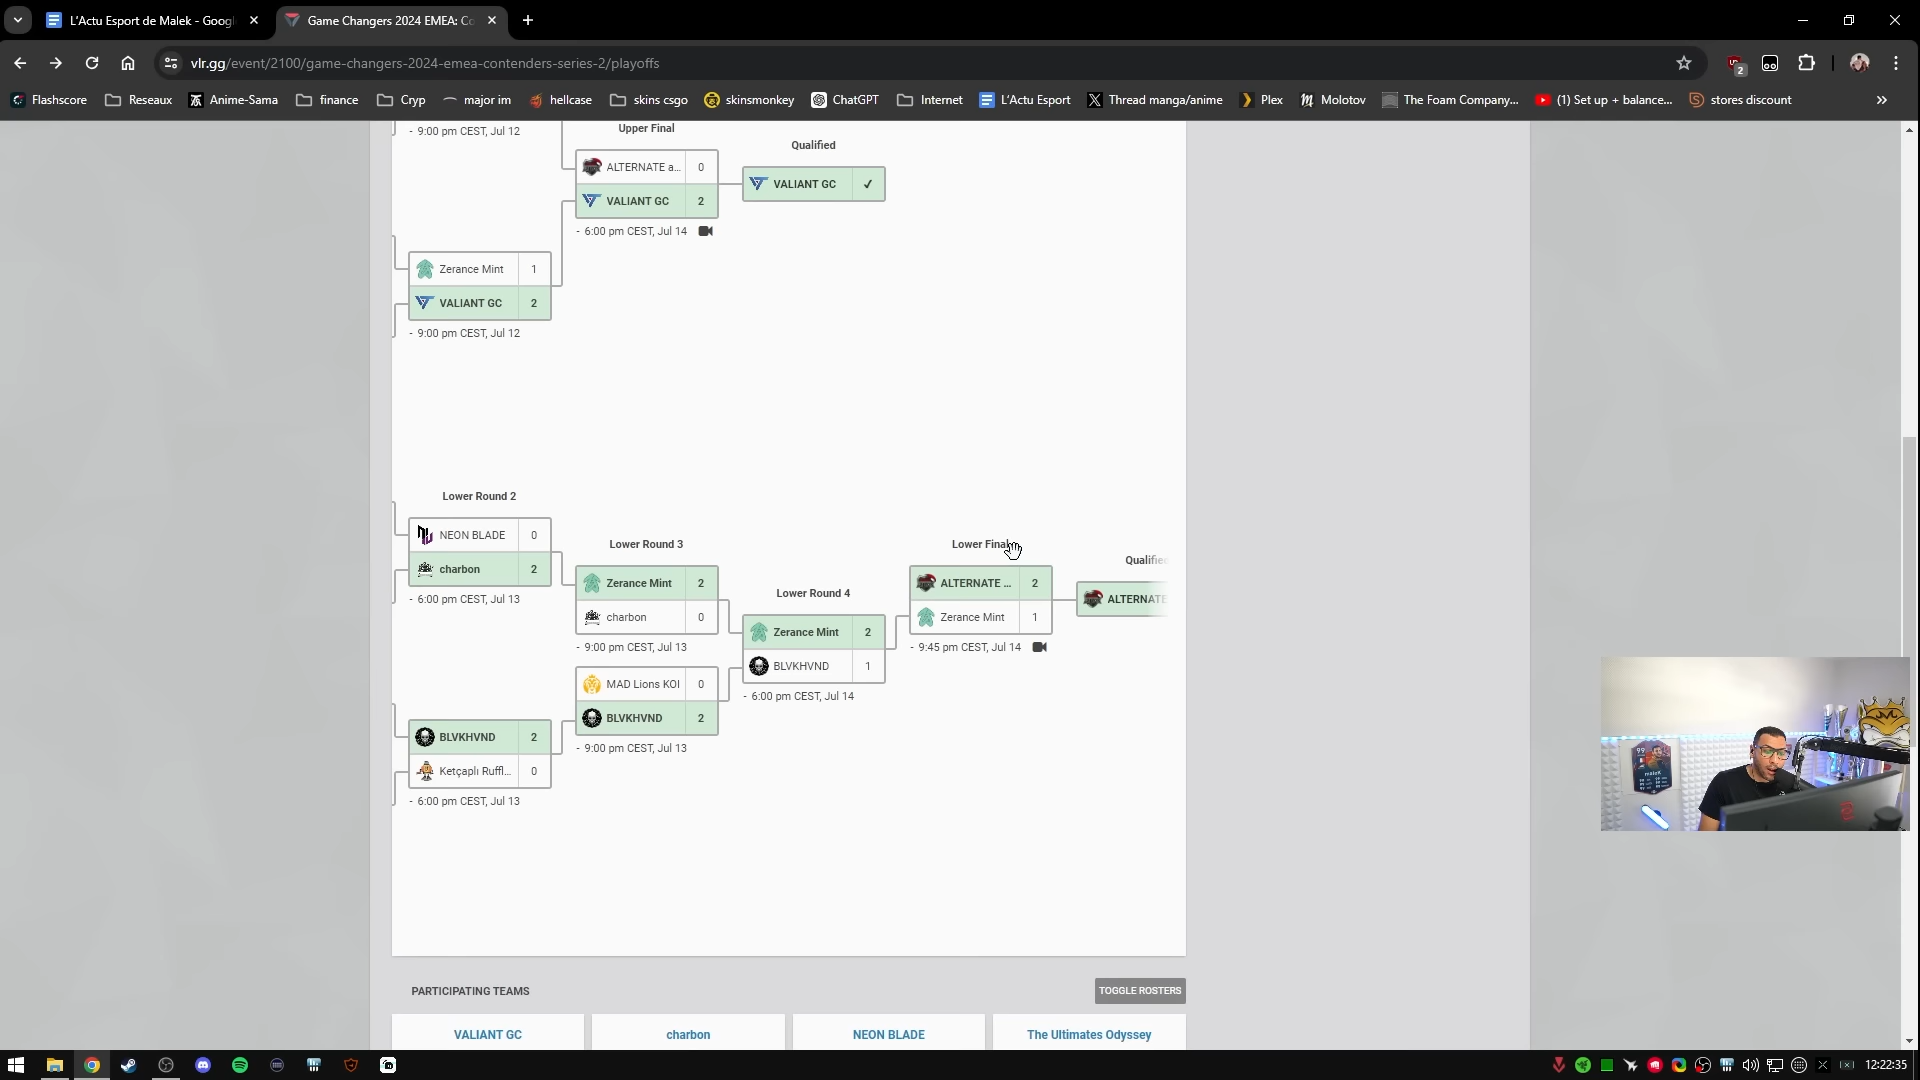 L'Actu Esport de Malek - Googl
Game Changers 2024 EMEA: Co
vlr.gg/event/2100/game-changers-2024-emea-contenders-series-2/playoffs
2
Flashscore
Reseaux
Anime-Sama
finance
Cryp
major im
hellcase
skins csgo
skinsmonkey
ChatGPT
Internet
L'Actu Esport
Thread manga/anime
Plex
Molotov
The Foam Company...
(1) Set up + balance...
stores discount
- 9:00 pm CEST, Jul 12
Upper Final
ALTERNATE a... 0
VALIANT GC 2
- 6:00 pm CEST, Jul 14
Qualified
VALIANT GC ✓
Zerance Mint 1
VALIANT GC 2
- 9:00 pm CEST, Jul 12
Lower Round 2
NEON BLADE 0
charbon 2
- 6:00 pm CEST, Jul 13
BLVKHVND 2
Ketçaplı Ruffl... 0
- 6:00 pm CEST, Jul 13
Lower Round 3
Zerance Mint 2
charbon 0
- 9:00 pm CEST, Jul 13
MAD Lions KOI 0
BLVKHVND 2
- 9:00 pm CEST, Jul 13
Lower Round 4
Zerance Mint 2
BLVKHVND 1
- 6:00 pm CEST, Jul 14
Lower Final
ALTERNATE ... 2
Zerance Mint 1
- 9:45 pm CEST, Jul 14
Qualified
ALTERNATE
PARTICIPATING TEAMS
TOGGLE ROSTERS
VALIANT GC
charbon
NEON BLADE
The Ultimates Odyssey
12:22:35